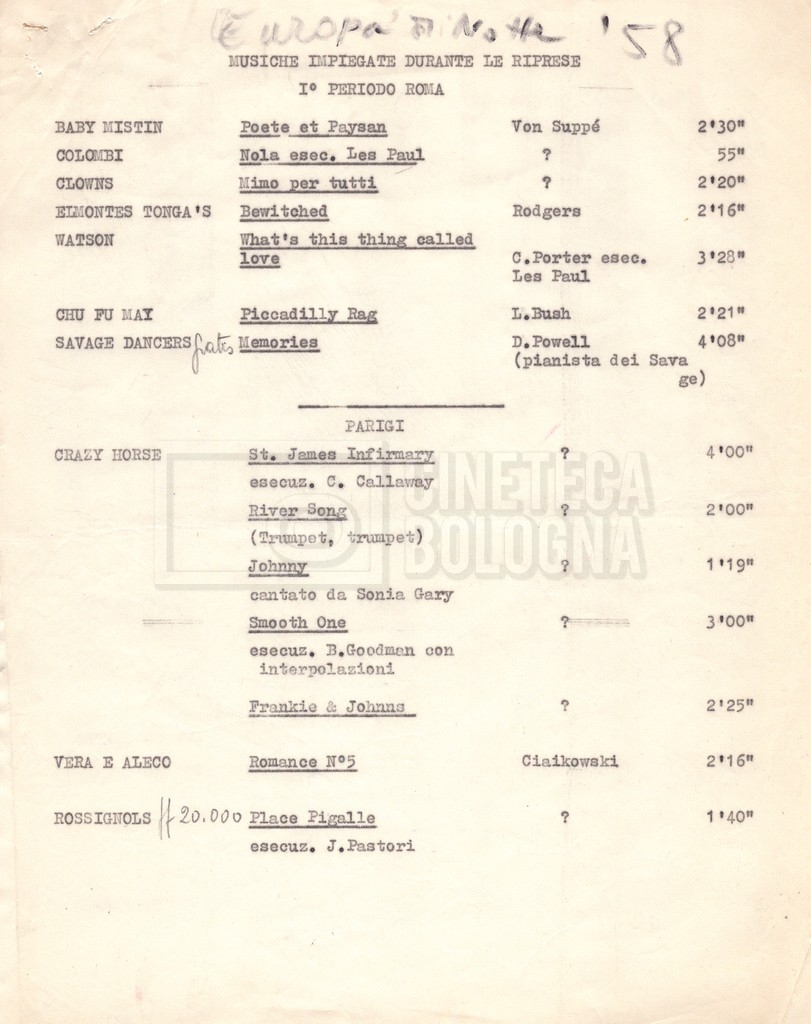 Europa di Notte '58
MUSICHE IMPIEGATE DURANTE LE RIPRESE
I° PERIODO ROMA
BABY MISTIN Poete et Paysan Von Suppé 2'30"
COLOMBI Nola esec. Les Paul ? 55"
CLOWNS Mimo per tutti ? 2'20"
ELMONTES TONGA'S Bewitched Rodgers 2'16"
WATSON What's this thing called
love C.Porter esec. 3'28"
Les Paul
CHU FU MAY Piccadilly Rag L.Bush 2'21"
SAVAGE DANCERS gratis Memories D.Powell 4'08"
(pianista dei Sava
ge)
PARIGI
CRAZY HORSE St. James Infirmary ? 4'00"
esecuz. C. Callaway
River Song ? 2'00"
(Trumpet, trumpet)
Johnny ? 1'19"
cantato da Sonia Gary
Smooth One ? 3'00"
esecuz. B.Goodman con
interpolazioni
Frankie & Johnns ? 2'25"
VERA E ALECO Romance N°5 Ciaikowski 2'16"
ROSSIGNOLS ff 20.000 Place Pigalle ? 1'40"
esecuz. J.Pastori
CINETECA
BOLOGNA